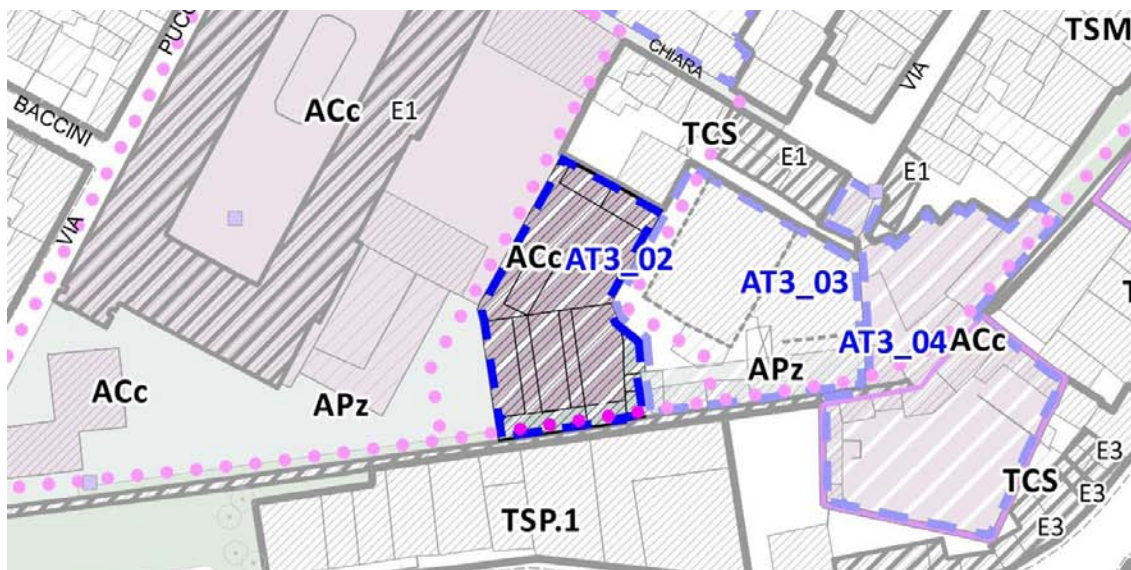 PUCC
BACCINI
VIA
ACc
E1
CHIARA
VIA
TSM
TCS
E1
E1
ACc
AT3_02
AT3_03
AT3_04
ACc
APz
ACc
APz
TSP.1
TCS
E3
E3
E3